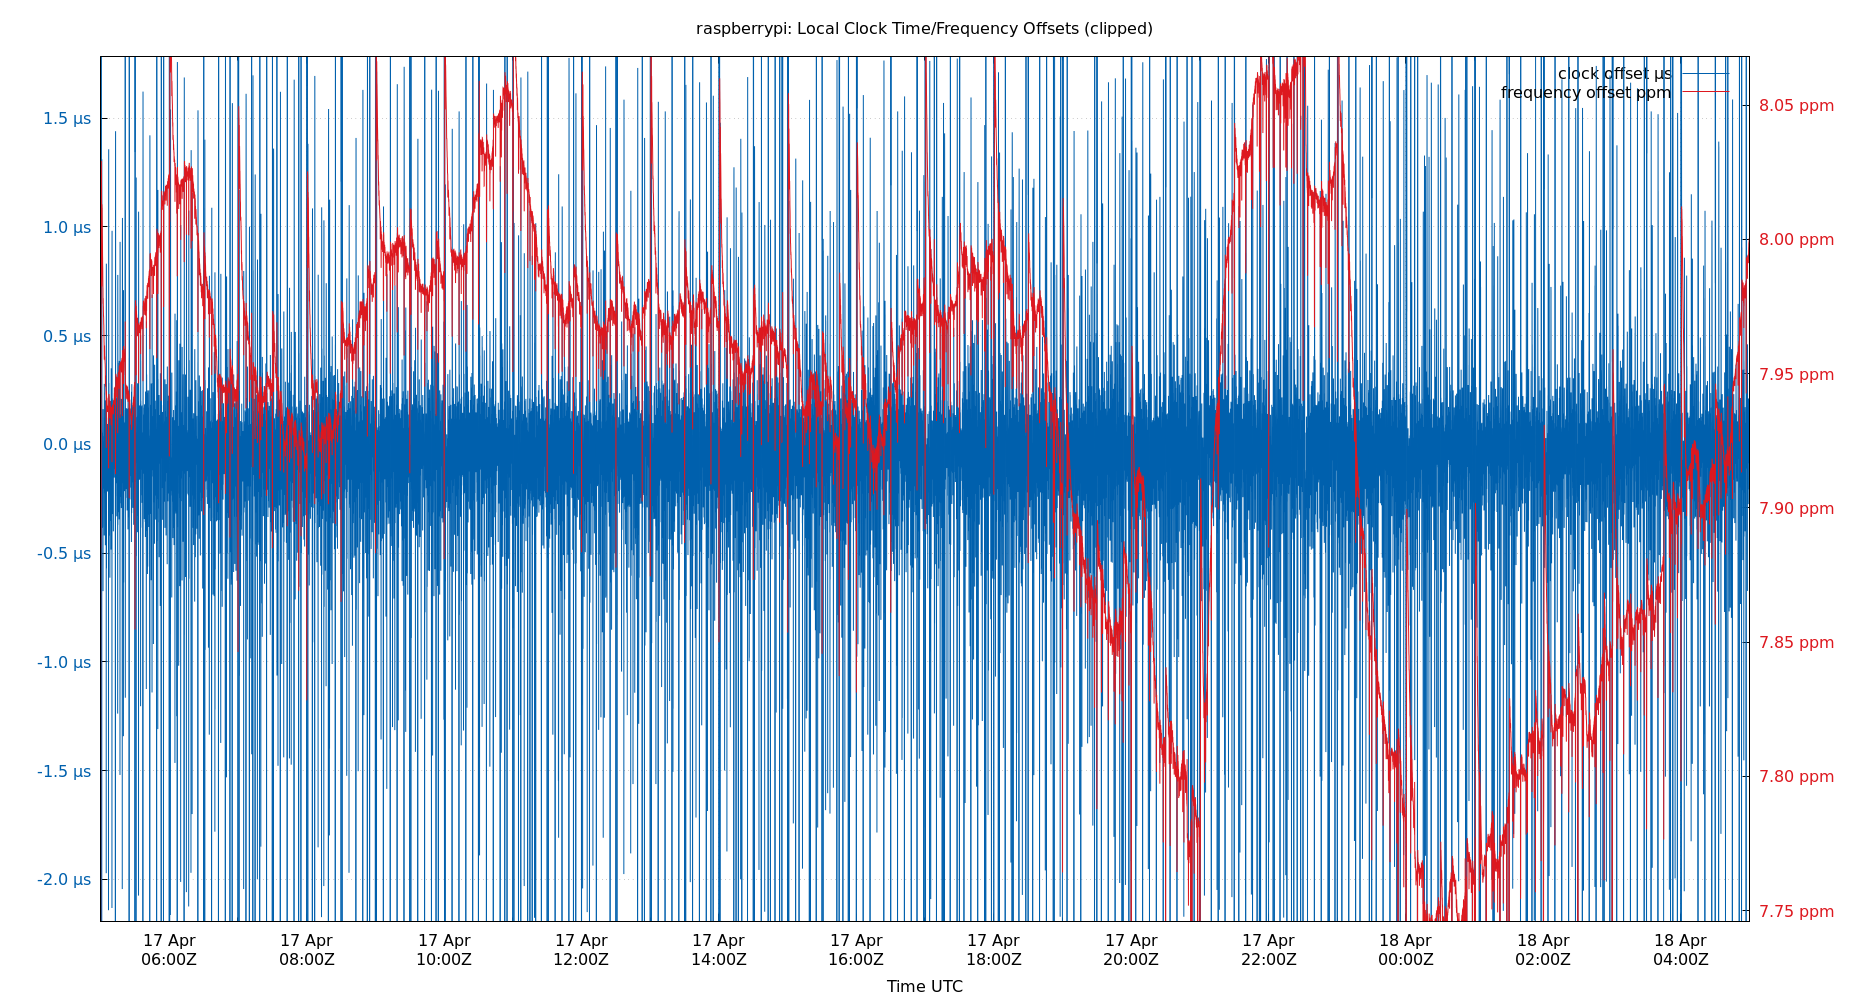 raspberrypi: Local Clock Time/Frequency Offsets (clipped)
clock offset µs
frequency offset ppm
1.5 µs
1.0 µs
0.5 µs
0.0 µs
-0.5 µs
-1.0 µs
-1.5 µs
-2.0 µs
8.05 ppm
8.00 ppm
7.95 ppm
7.90 ppm
7.85 ppm
7.80 ppm
7.75 ppm
17 Apr 17 Apr 17 Apr 17 Apr 17 Apr 17 Apr 17 Apr 17 Apr 17 Apr 18 Apr 18 Apr 18 Apr
06:00Z 08:00Z 10:00Z 12:00Z 14:00Z 16:00Z 18:00Z 20:00Z 22:00Z 00:00Z 02:00Z 04:00Z
Time UTC